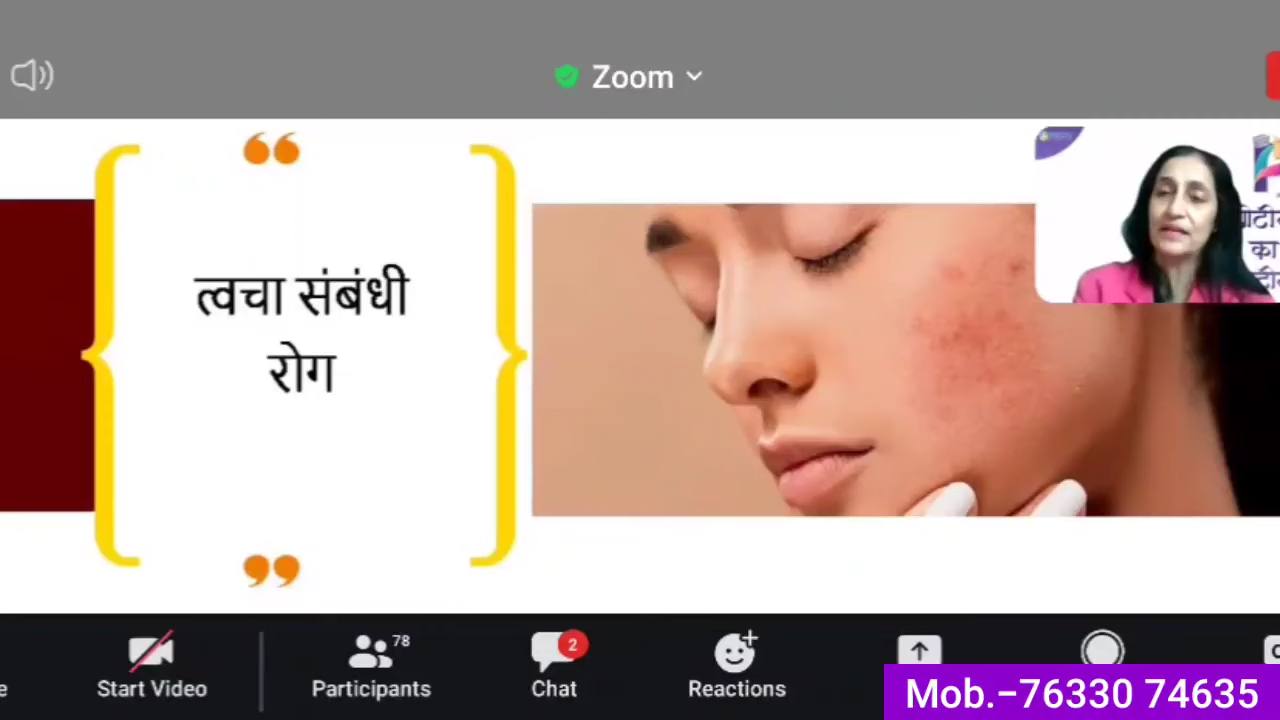 Zoom
“
त्वचा संबंधी
रोग
”
का
Start Video
Participants
78
Chat
2
Reactions
Mob.–76330 74635